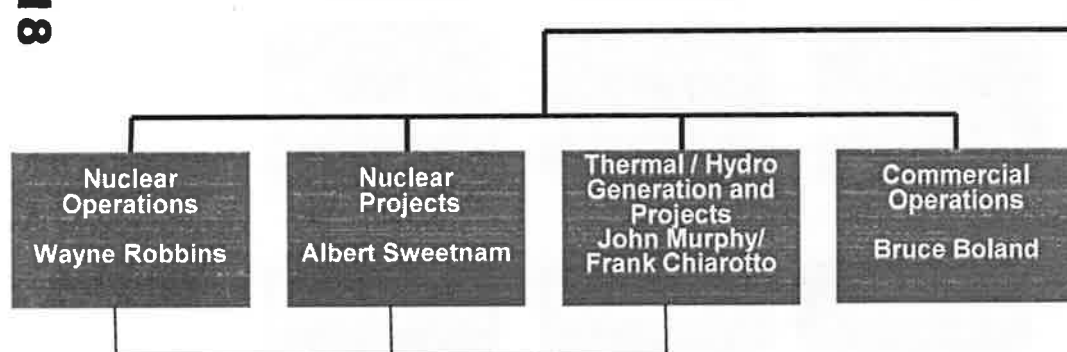 18
Nuclear
Operations
Wayne Robbins
Nuclear
Projects
Albert Sweetnam
Thermal / Hydro
Generation and
Projects
John Murphy/
Frank Chiarotto
Commercial
Operations
Bruce Boland